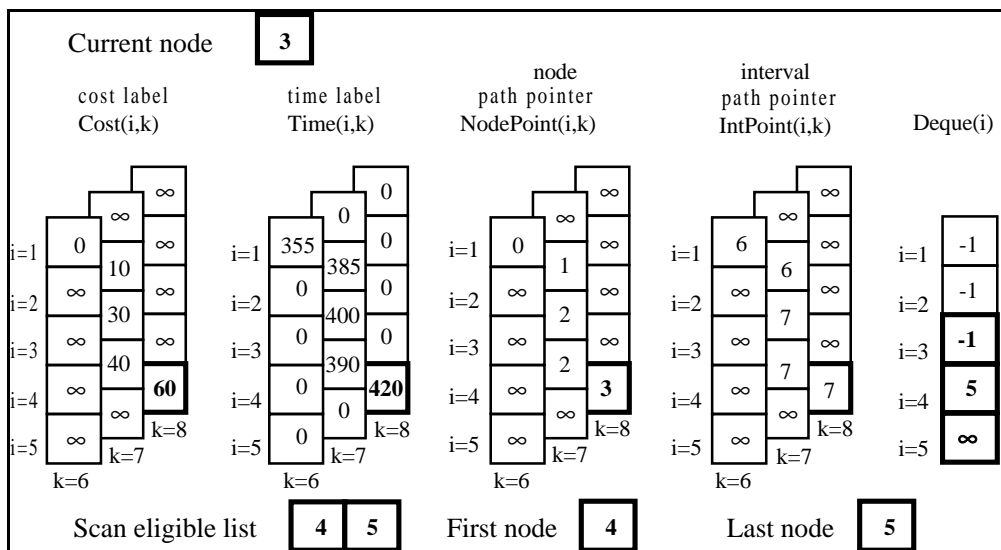 Current node 3
node interval
cost label time label path pointer path pointer
Cost(i,k) Time(i,k) NodePoint(i,k) IntPoint(i,k) Deque(i)
∞ 0 ∞ ∞
∞ 0 ∞ ∞
i=1 0 ∞ i=1 355 0 i=1 0 ∞ i=1 6 ∞ i=1 -1
10 385 1 6
i=2 ∞ ∞ i=2 0 0 i=2 ∞ ∞ i=2 ∞ ∞ i=2 -1
30 400 2 7
i=3 ∞ ∞ i=3 0 0 i=3 ∞ ∞ i=3 ∞ ∞ i=3 -1
40 390 2 7
i=4 ∞ 60 i=4 0 420 i=4 ∞ 3 i=4 ∞ 7 i=4 5
∞ k=8 0 k=8 ∞ k=8 ∞ k=8
i=5 ∞ k=7 i=5 0 k=7 i=5 ∞ k=7 i=5 ∞ k=7 i=5 ∞
k=6 k=6 k=6 k=6
Scan eligible list 4 5 First node 4 Last node 5